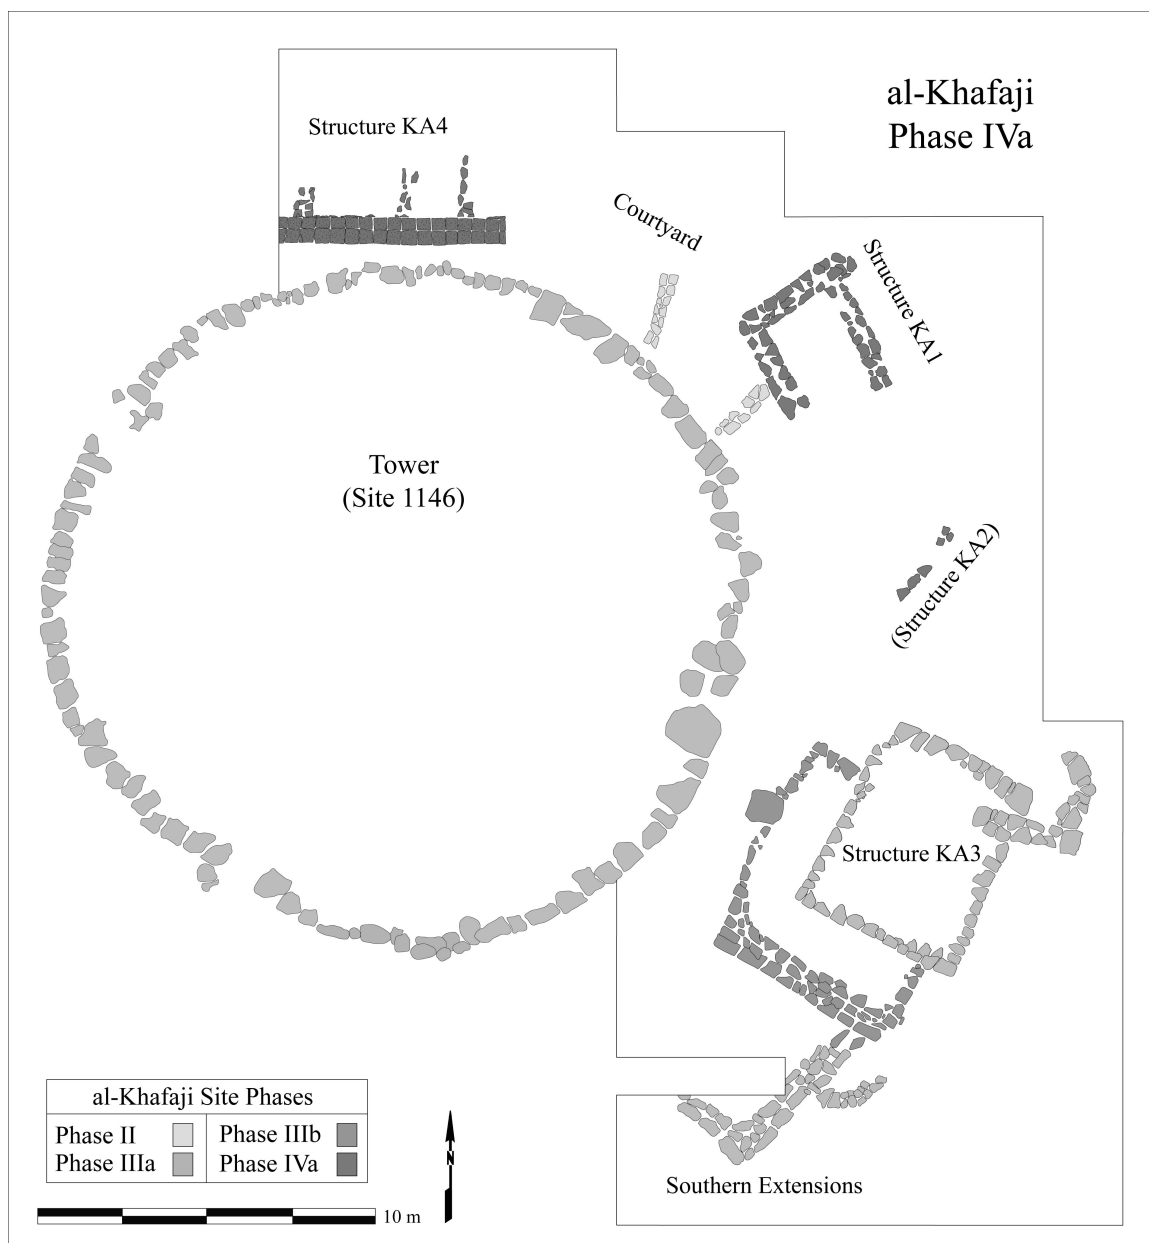 al-Khafaji
Phase IVa
Structure KA4
Courtyard
Structure KA1
Tower
(Site 1146)
(Structure KA2)
Structure KA3
Southern Extensions
al-Khafaji Site Phases
Phase II
Phase IIIa
Phase IIIb
Phase IVa
N
10 m